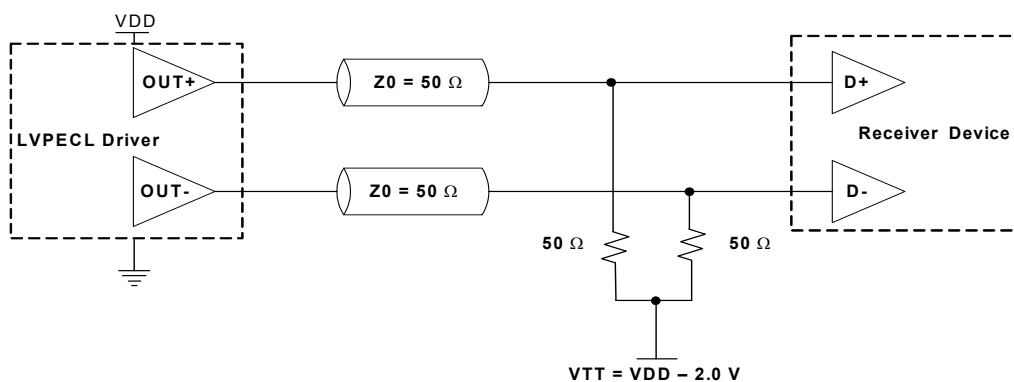 VDD
OUT+
Z0 = 50 Ω
D+
LVPECL Driver
Receiver Device
OUT-
Z0 = 50 Ω
D-
50 Ω
50 Ω
VTT = VDD – 2.0 V